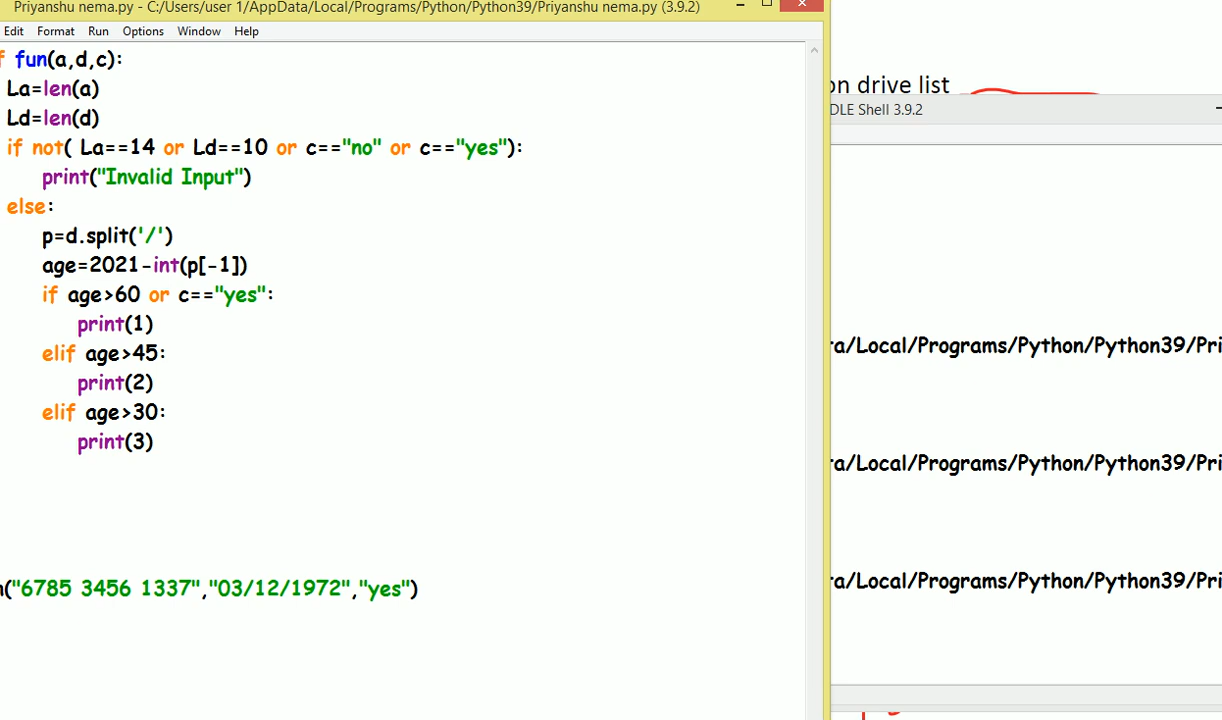 Priyanshu nema.py - C:/Users/user 1/AppData/Local/Programs/Python/Python39/Priyanshu nema.py (3.9.2)
Edit Format Run Options Window Help
f fun(a,d,c):
La=len(a)
Ld=len(d)
if not( La==14 or Ld==10 or c=="no" or c=="yes"):
print("Invalid Input")
else:
p=d.split('/')
age=2021-int(p[-1])
if age>60 or c=="yes":
print(1)
elif age>45:
print(2)
elif age>30:
print(3)
n("6785 3456 1337","03/12/1972","yes")
on drive list
DLE Shell 3.9.2
ta/Local/Programs/Python/Python39/Pri
ta/Local/Programs/Python/Python39/Pri
ta/Local/Programs/Python/Python39/Pri